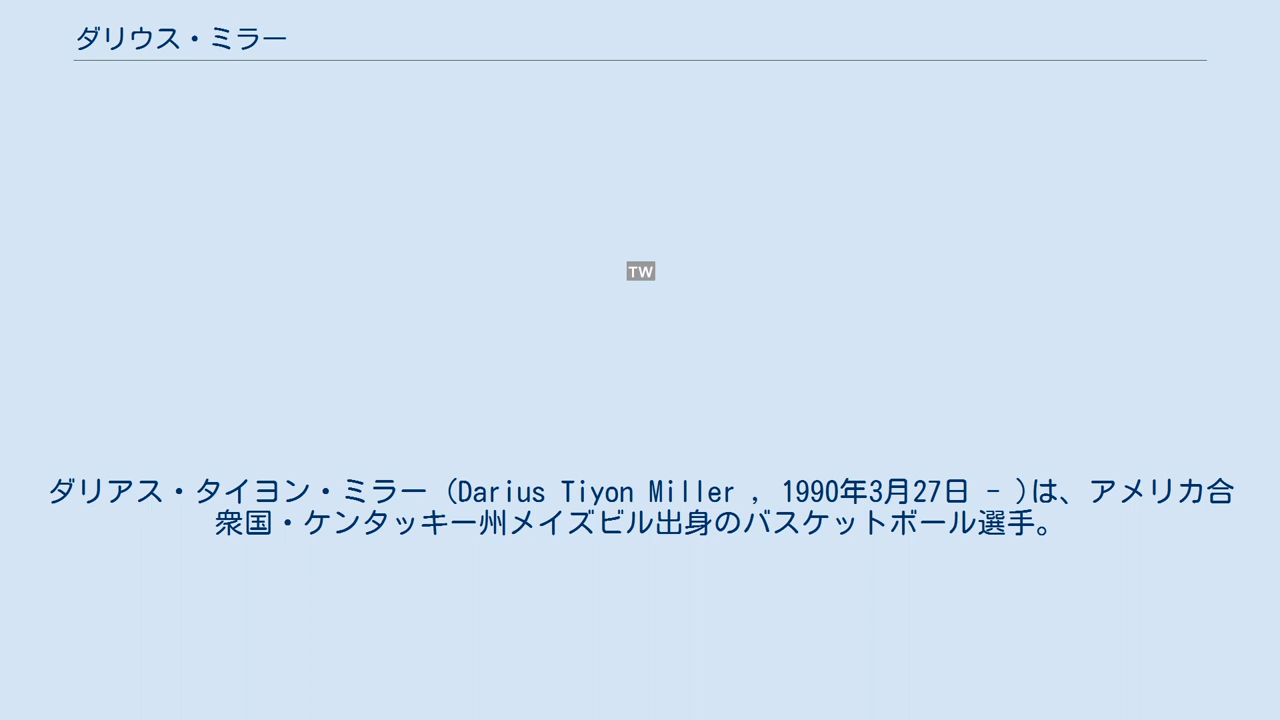 ダリウス・ミラー
TW
ダリアス・タイヨン・ミラー (Darius Tiyon Miller , 1990年3月27日 - )は、アメリカ合
衆国・ケンタッキー州メイズビル出身のバスケットボール選手。